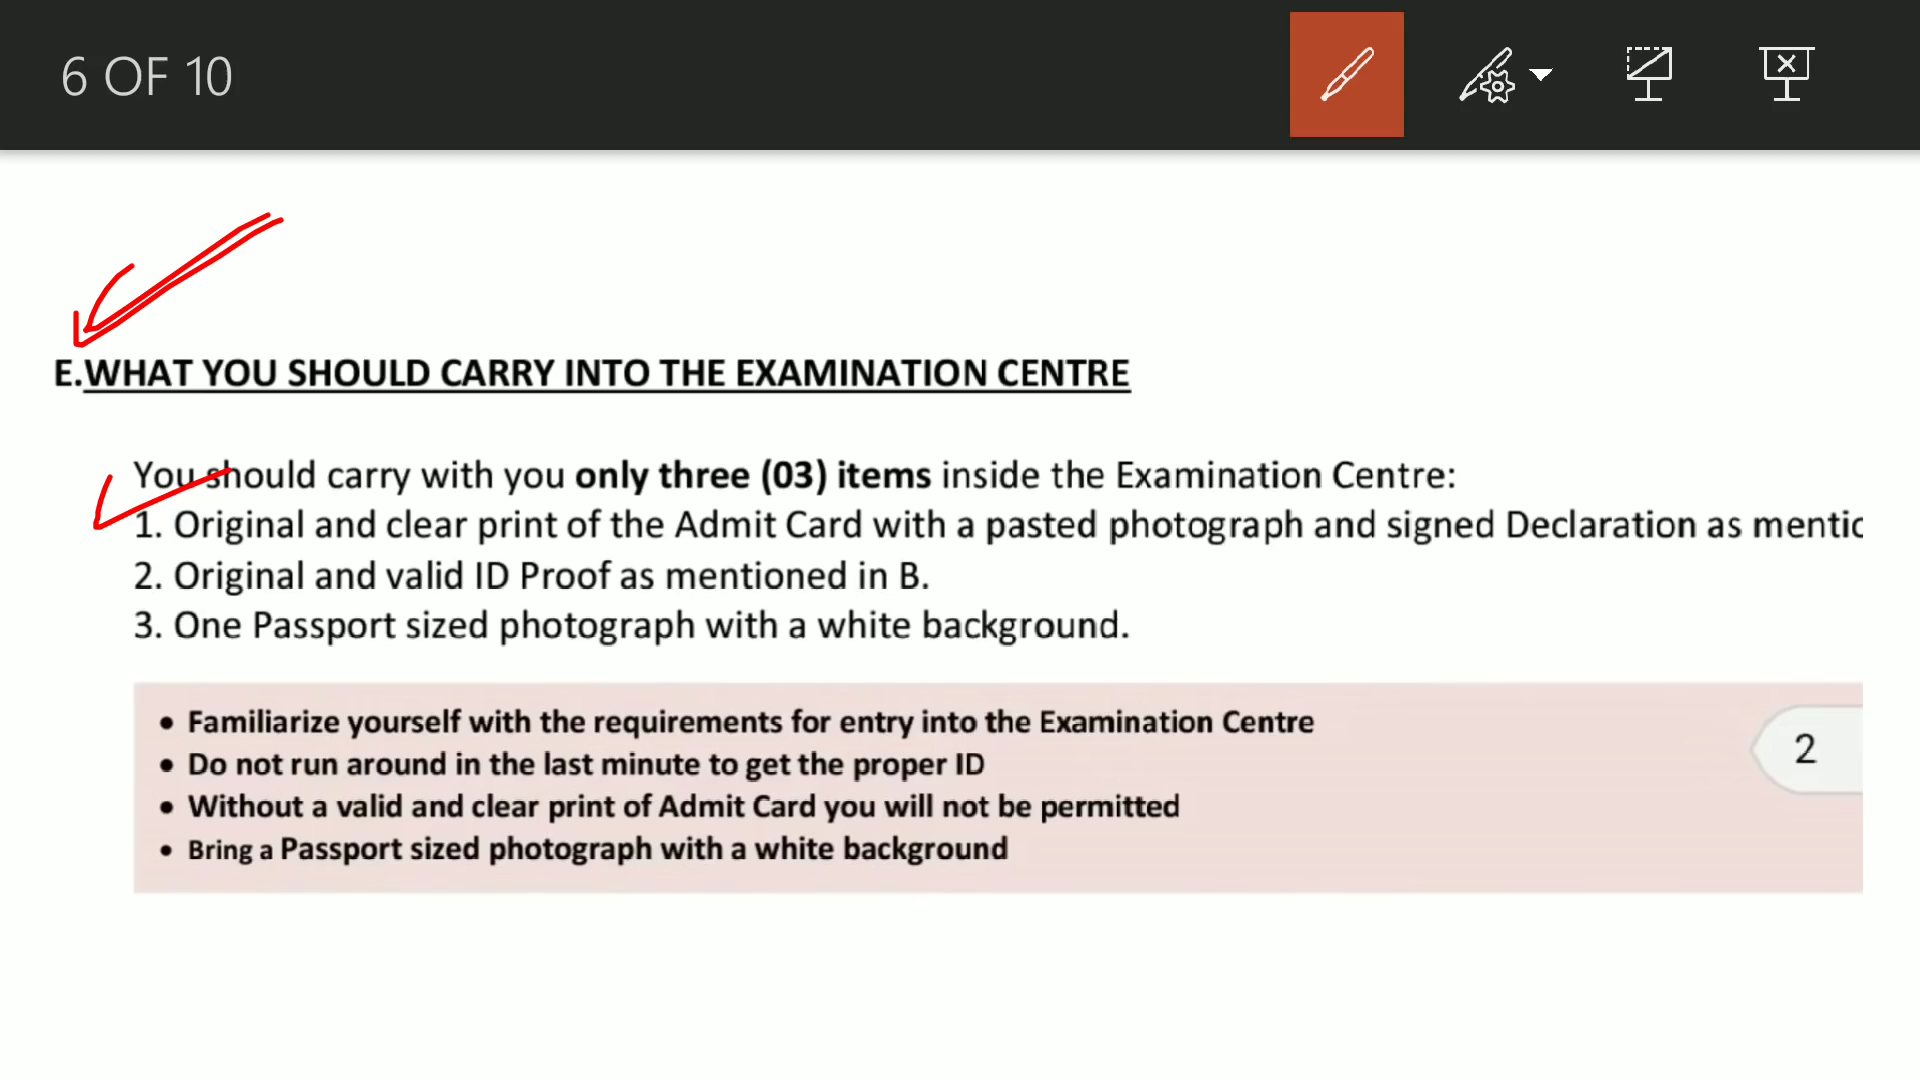 6 OF 10
E.WHAT YOU SHOULD CARRY INTO THE EXAMINATION CENTRE
You should carry with you only three (03) items inside the Examination Centre:
1. Original and clear print of the Admit Card with a pasted photograph and signed Declaration as mentic
2. Original and valid ID Proof as mentioned in B.
3. One Passport sized photograph with a white background.
• Familiarize yourself with the requirements for entry into the Examination Centre
• Do not run around in the last minute to get the proper ID
• Without a valid and clear print of Admit Card you will not be permitted
• Bring a Passport sized photograph with a white background
2